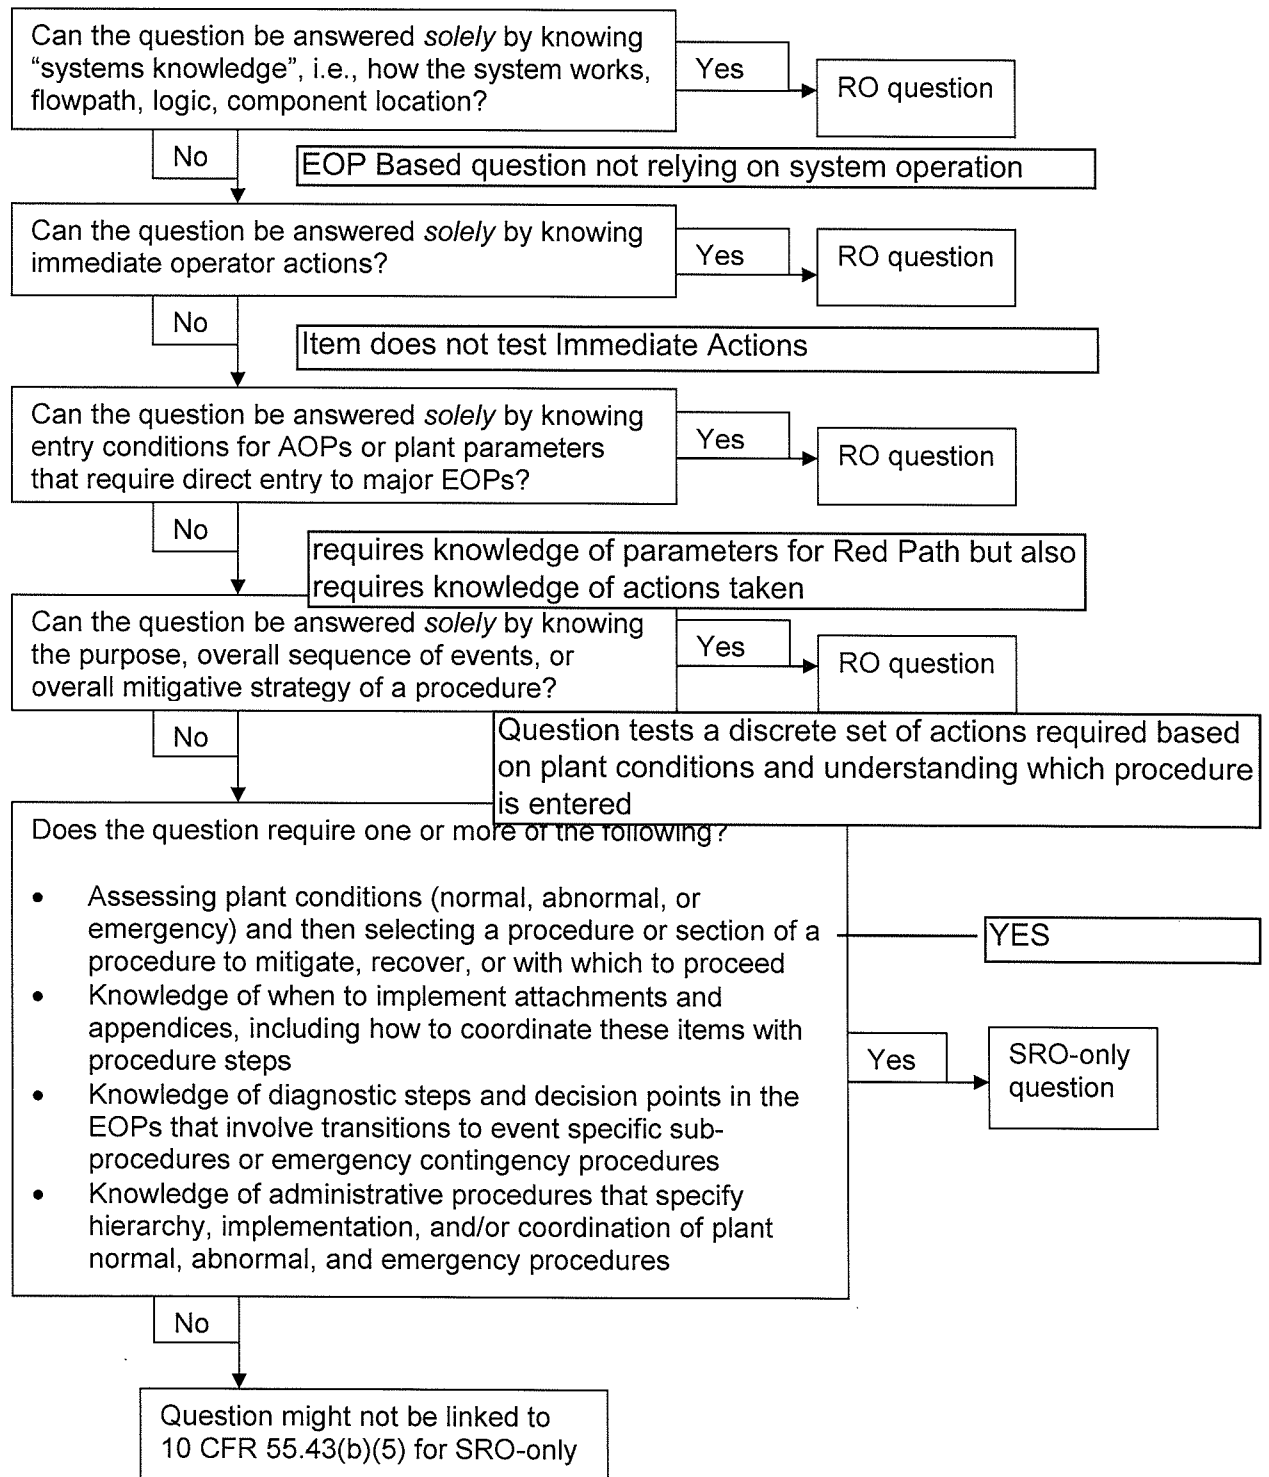 Can the question be answered solely by knowing
"systems knowledge", i.e., how the system works,
flowpath, logic, component location?
Yes
RO question
No
EOP Based question not relying on system operation
Can the question be answered solely by knowing
immediate operator actions?
Yes
RO question
No
Item does not test Immediate Actions
Can the question be answered solely by knowing
entry conditions for AOPs or plant parameters
that require direct entry to major EOPs?
Yes
RO question
No
requires knowledge of parameters for Red Path but also
requires knowledge of actions taken
Can the question be answered solely by knowing
the purpose, overall sequence of events, or
overall mitigative strategy of a procedure?
Yes
RO question
No
Question tests a discrete set of actions required based
on plant conditions and understanding which procedure
is entered
Does the question require one or more of the following?
• Assessing plant conditions (normal, abnormal, or
emergency) and then selecting a procedure or section of a
procedure to mitigate, recover, or with which to proceed
YES
• Knowledge of when to implement attachments and
appendices, including how to coordinate these items with
procedure steps
Yes
SRO-only
question
• Knowledge of diagnostic steps and decision points in the
EOPs that involve transitions to event specific sub-
procedures or emergency contingency procedures
• Knowledge of administrative procedures that specify
hierarchy, implementation, and/or coordination of plant
normal, abnormal, and emergency procedures
No
Question might not be linked to
10 CFR 55.43(b)(5) for SRO-only